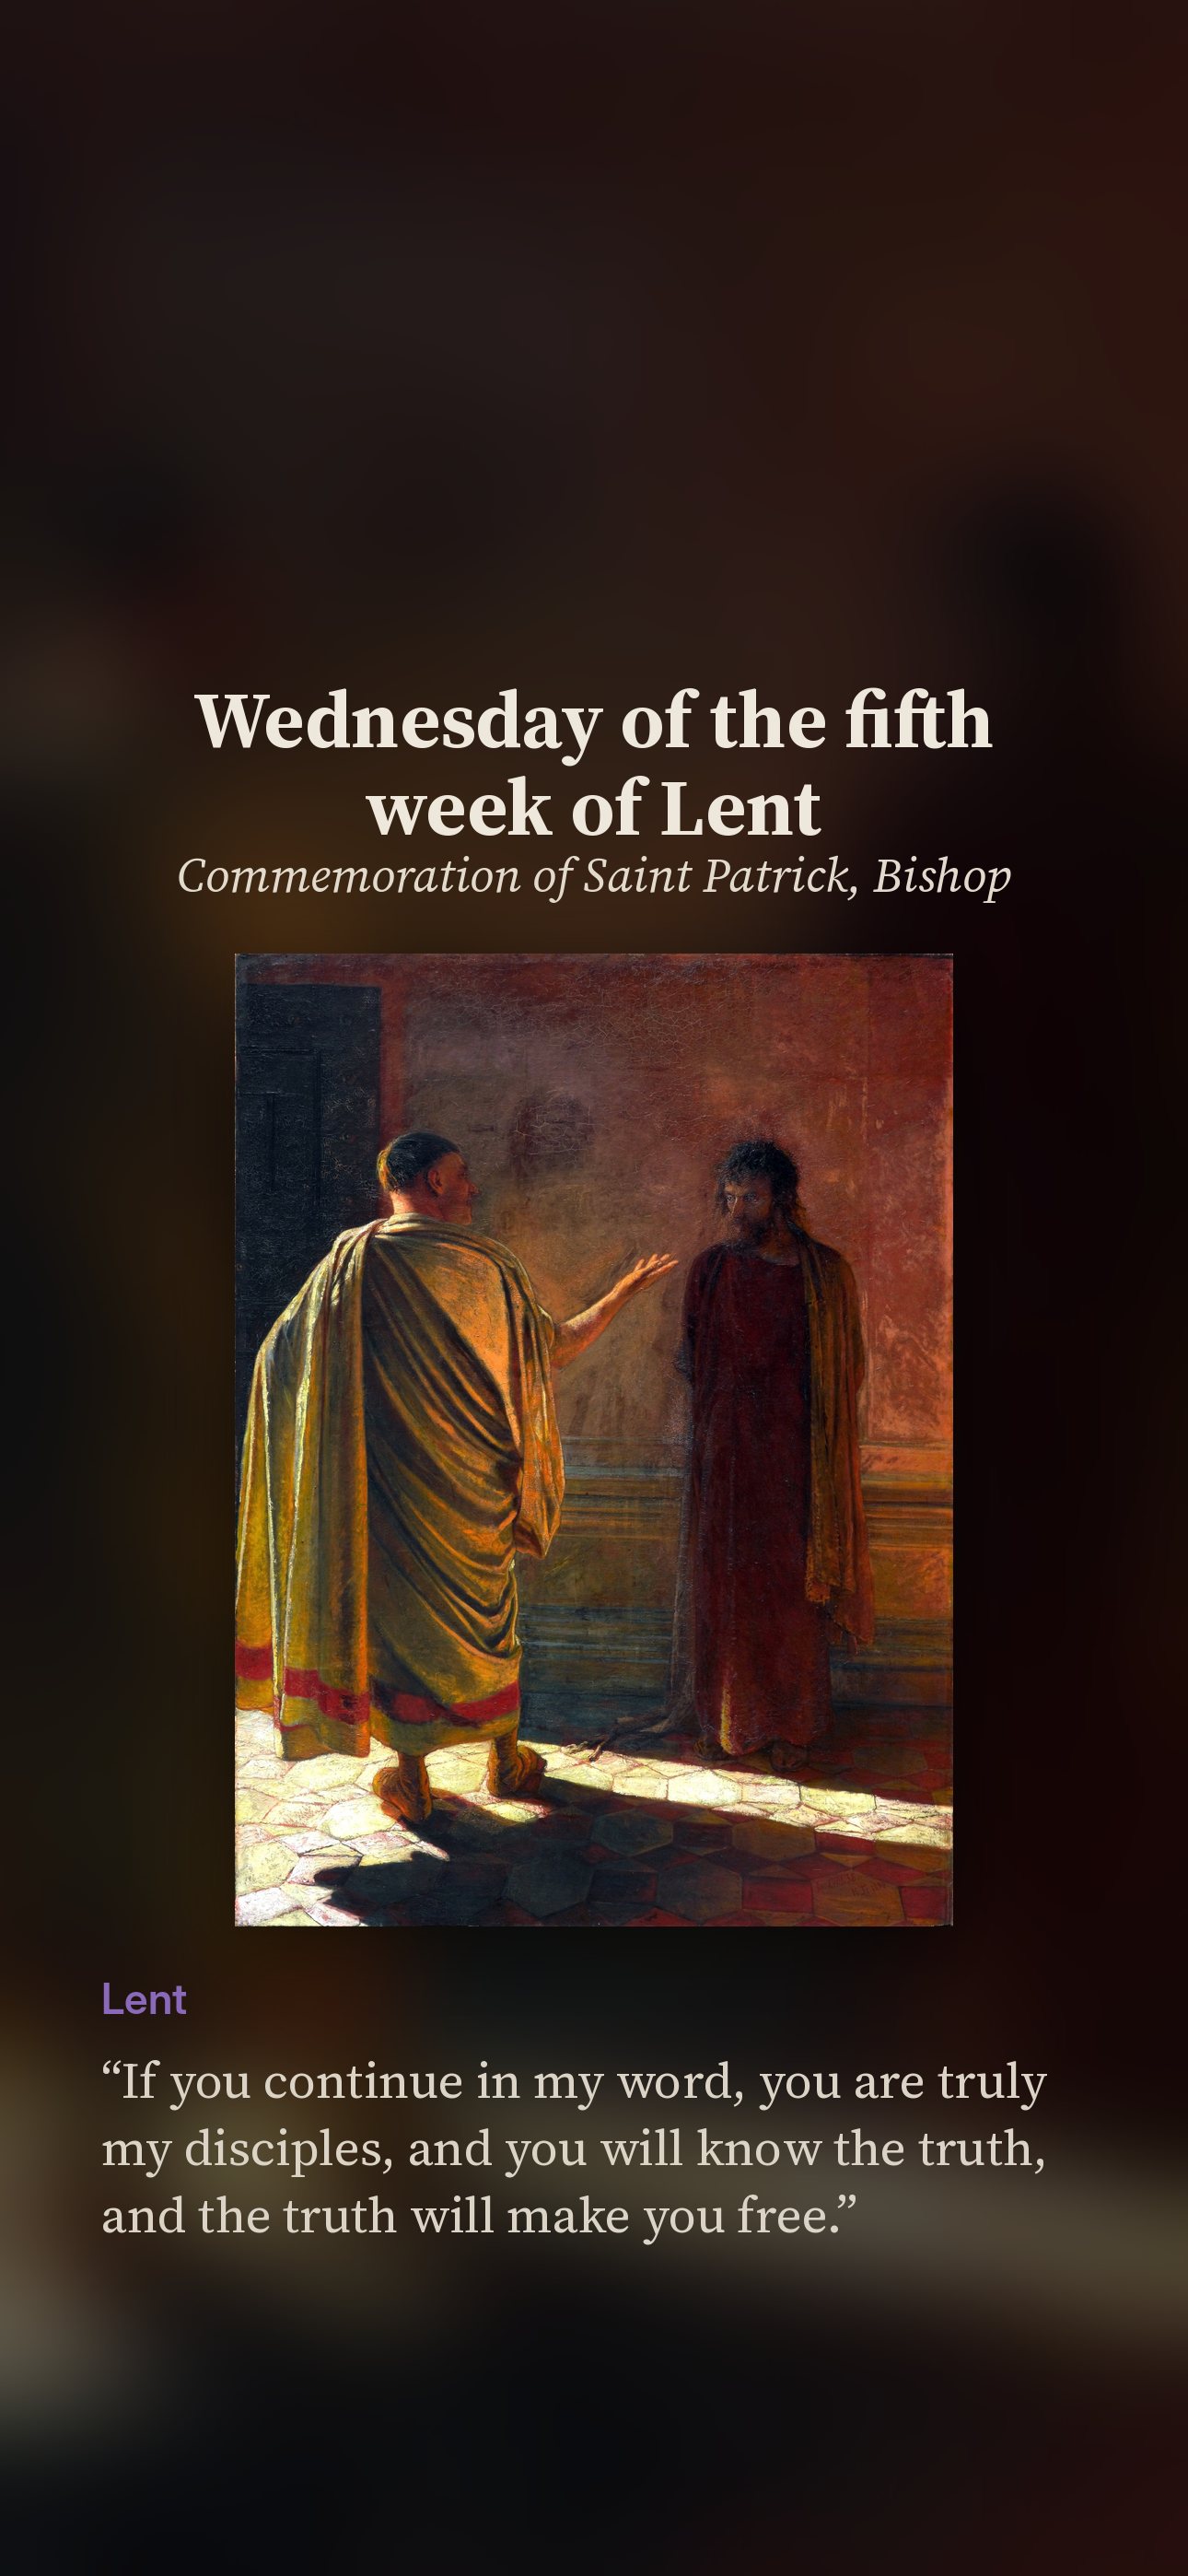 Wednesday of the fifth
week of Lent
Commemoration of Saint Patrick, Bishop
Lent
“If you continue in my word, you are truly
my disciples, and you will know the truth,
and the truth will make you free.”